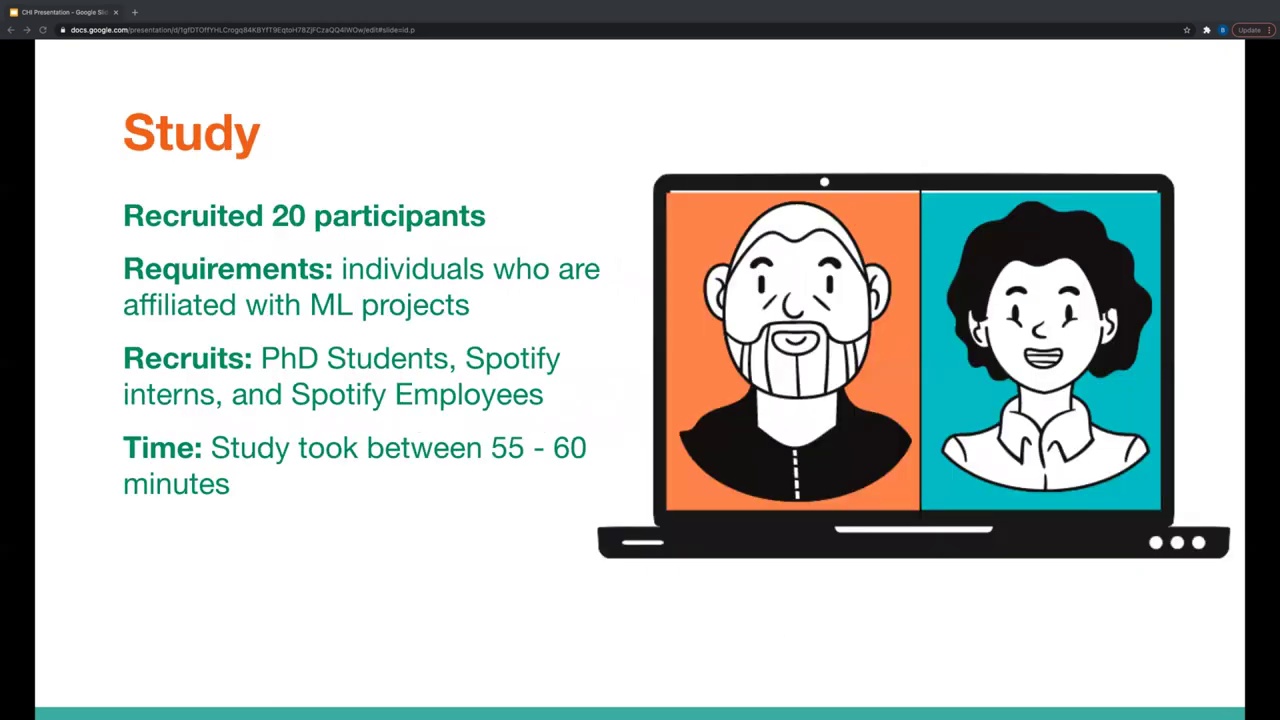 CHI Presentation - Google Slid
docs.google.com/presentation/d/1gfDTOffYHLCrogq84KBYfT9EqtoH7BZjFCzaQQ4IWOw/edit#slide=id.p
B
Update
Study
Recruited 20 participants
Requirements: individuals who are
affiliated with ML projects
Recruits: PhD Students, Spotify
interns, and Spotify Employees
Time: Study took between 55 - 60
minutes